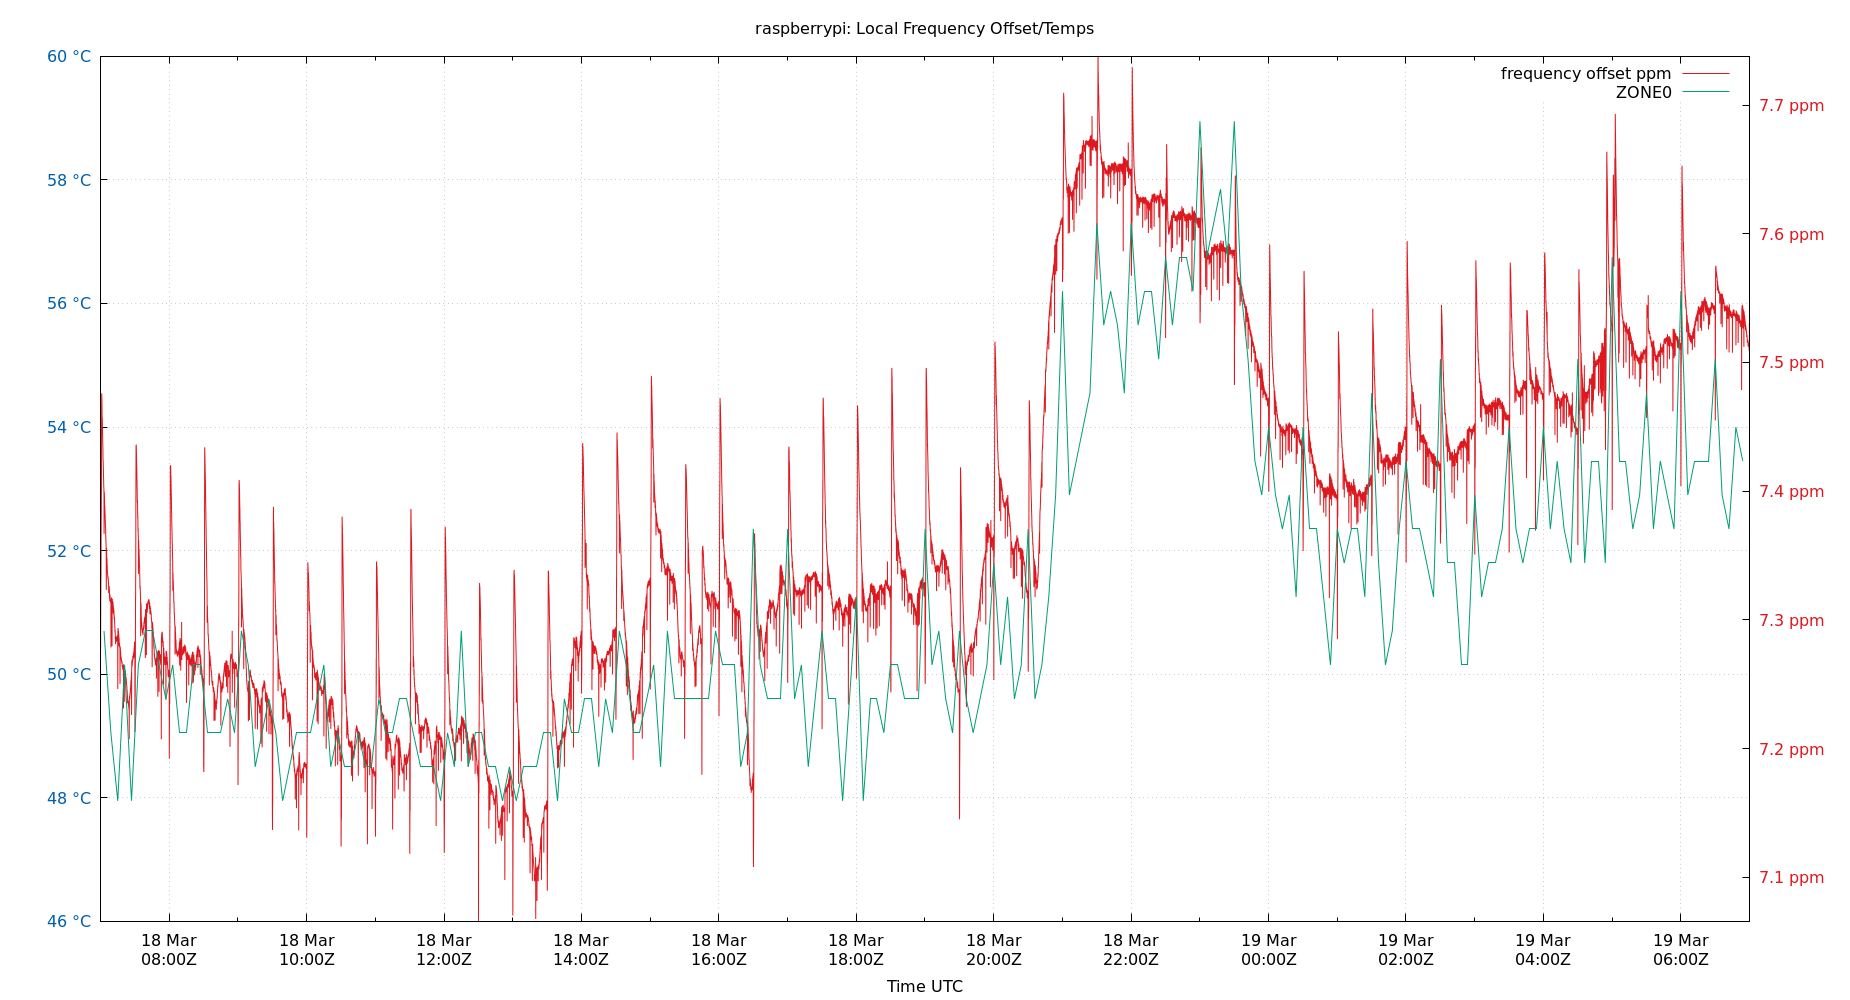 raspberrypi: Local Frequency Offset/Temps
60 °C
58 °C
56 °C
54 °C
52 °C
50 °C
48 °C
46 °C
frequency offset ppm
ZONE0
7.7 ppm
7.6 ppm
7.5 ppm
7.4 ppm
7.3 ppm
7.2 ppm
7.1 ppm
18 Mar
08:00Z
18 Mar
10:00Z
18 Mar
12:00Z
18 Mar
14:00Z
18 Mar
16:00Z
18 Mar
18:00Z
18 Mar
20:00Z
18 Mar
22:00Z
19 Mar
00:00Z
19 Mar
02:00Z
19 Mar
04:00Z
19 Mar
06:00Z
Time UTC